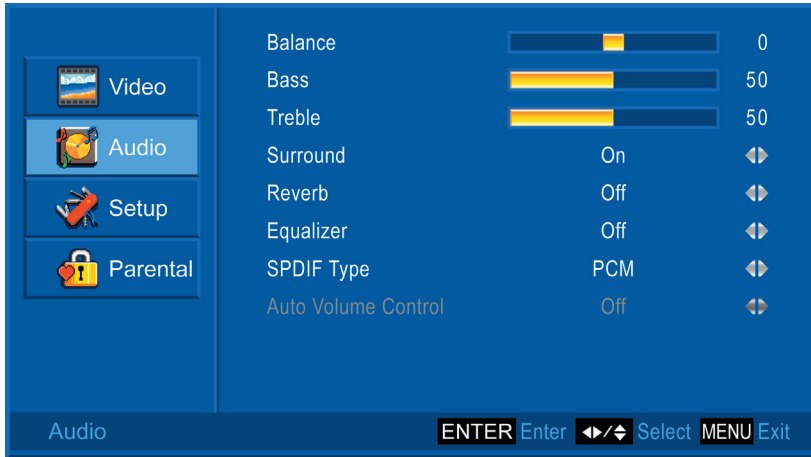 Video
Audio
Setup
Parental
Balance 0
Bass 50
Treble 50
Surround On
Reverb Off
Equalizer Off
SPDIF Type PCM
Auto Volume Control Off
Audio ENTER Enter ◀▶/▲▼ Select MENU Exit